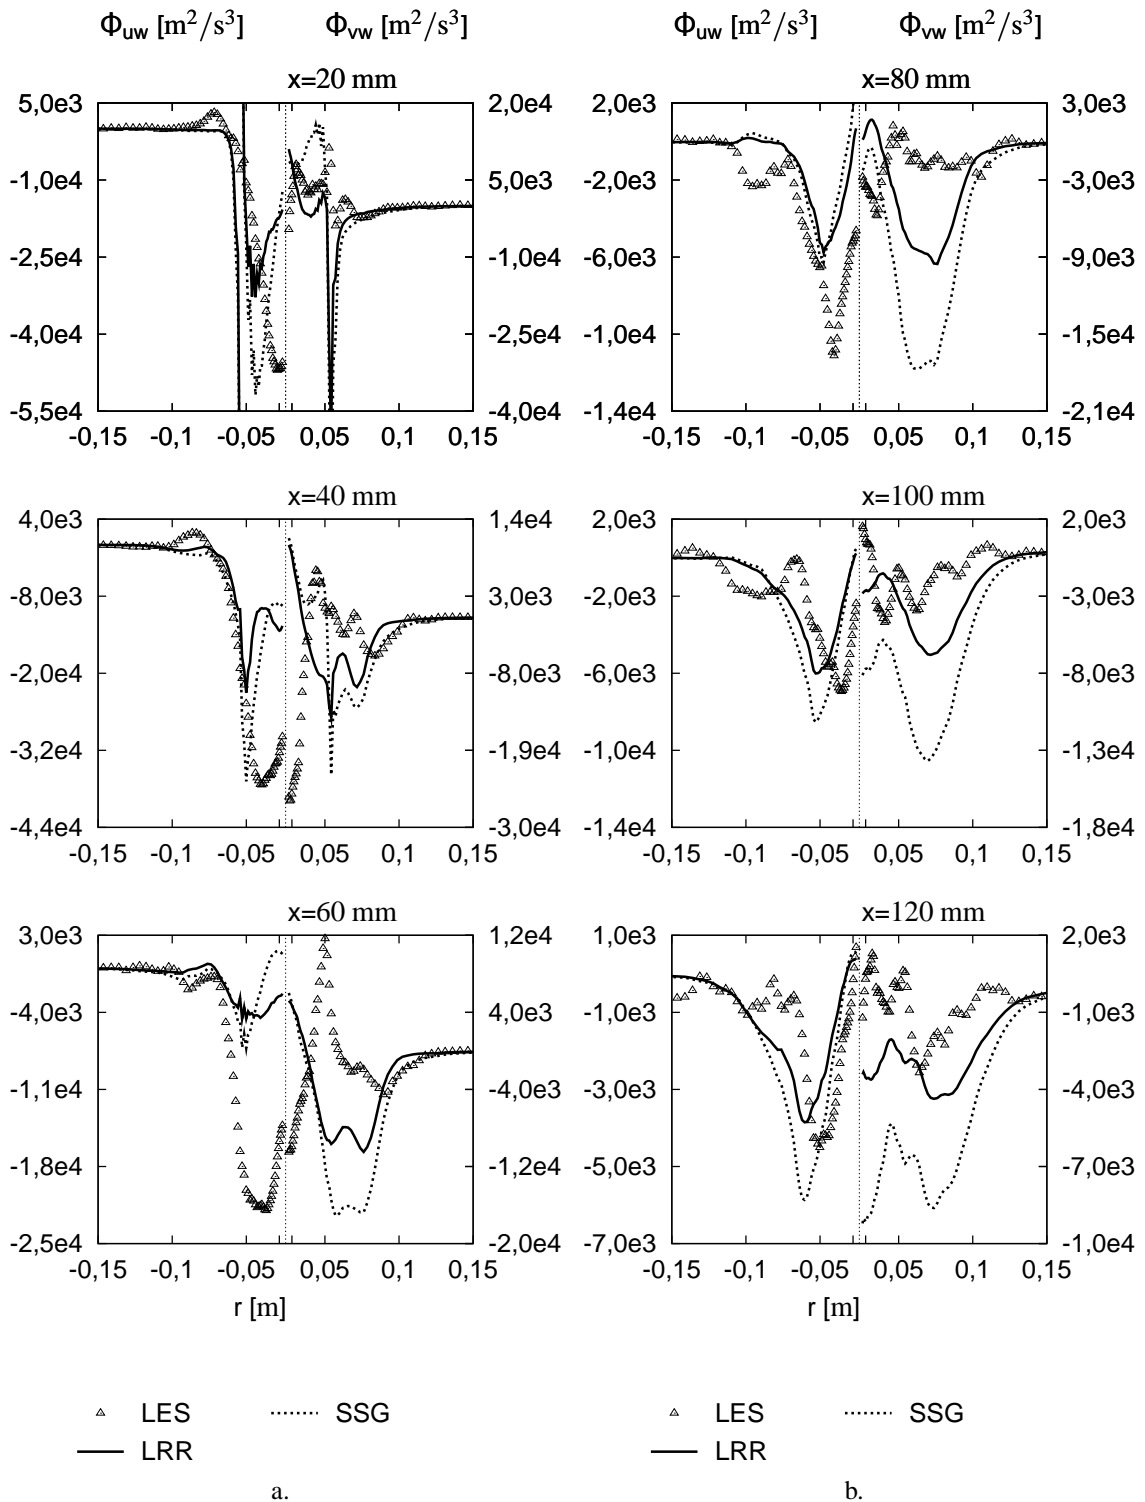 Φuw [m²/s³] Φvw [m²/s³] Φuw [m²/s³] Φvw [m²/s³]
x=20 mm x=80 mm
5,0e3 2,0e4 2,0e3 3,0e3
-1,0e4 5,0e3 -2,0e3 -3,0e3
-2,5e4 -1,0e4 -6,0e3 -9,0e3
-4,0e4 -2,5e4 -1,0e4 -1,5e4
-5,5e4 -4,0e4 -1,4e4 -2,1e4
-0,15 -0,1 -0,05 0,05 0,1 0,15 -0,15 -0,1 -0,05 0,05 0,1 0,15
x=40 mm x=100 mm
4,0e3 1,4e4 2,0e3 2,0e3
-8,0e3 3,0e3 -2,0e3 -3,0e3
-2,0e4 -8,0e3 -6,0e3 -8,0e3
-3,2e4 -1,9e4 -1,0e4 -1,3e4
-4,4e4 -3,0e4 -1,4e4 -1,8e4
-0,15 -0,1 -0,05 0,05 0,1 0,15 -0,15 -0,1 -0,05 0,05 0,1 0,15
x=60 mm x=120 mm
3,0e3 1,2e4 1,0e3 2,0e3
-4,0e3 4,0e3 -1,0e3 -1,0e3
-1,1e4 -4,0e3 -3,0e3 -4,0e3
-1,8e4 -1,2e4 -5,0e3 -7,0e3
-2,5e4 -2,0e4 -7,0e3 -1,0e4
-0,15 -0,1 -0,05 0,05 0,1 0,15 -0,15 -0,1 -0,05 0,05 0,1 0,15
r [m] r [m]
LES SSG LES SSG
LRR LRR
a. b.